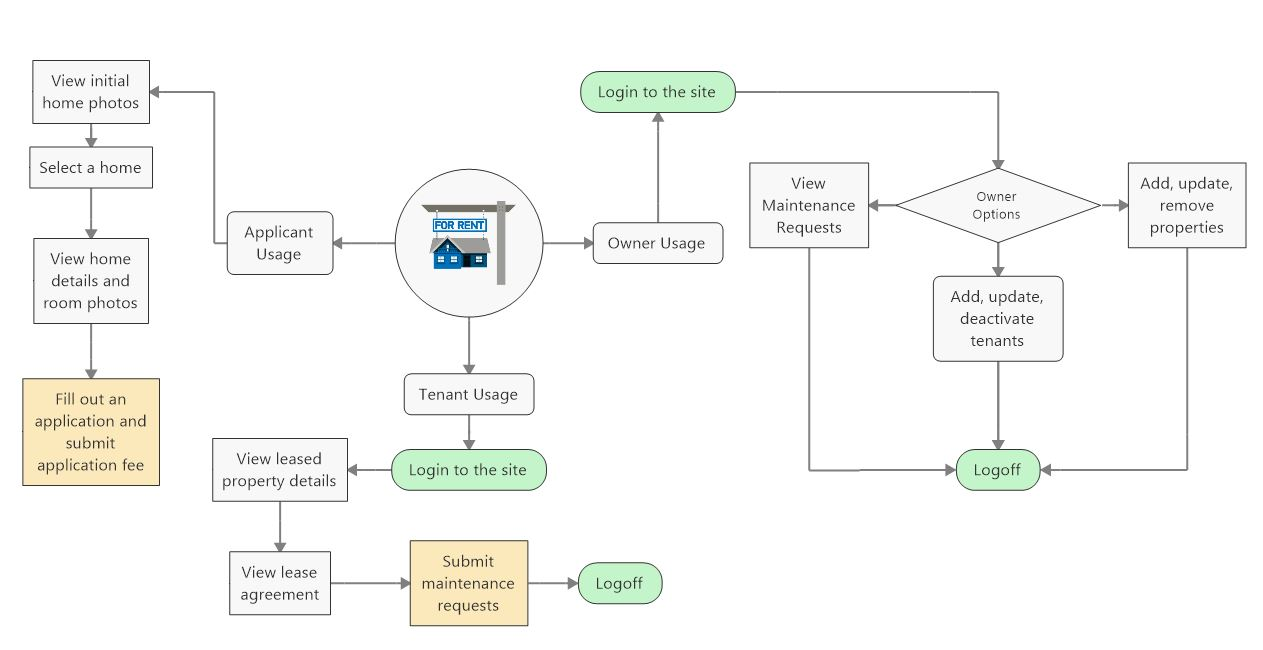 View initial
home photos
Select a home
View home
details and
room photos
Fill out an
application and
submit
application fee
Applicant
Usage
FOR RENT
Owner Usage
Login to the site
Owner
Options
View
Maintenance
Requests
Add, update,
remove
properties
Add, update,
deactivate
tenants
Logoff
Tenant Usage
Login to the site
View leased
property details
View lease
agreement
Submit
maintenance
requests
Logoff